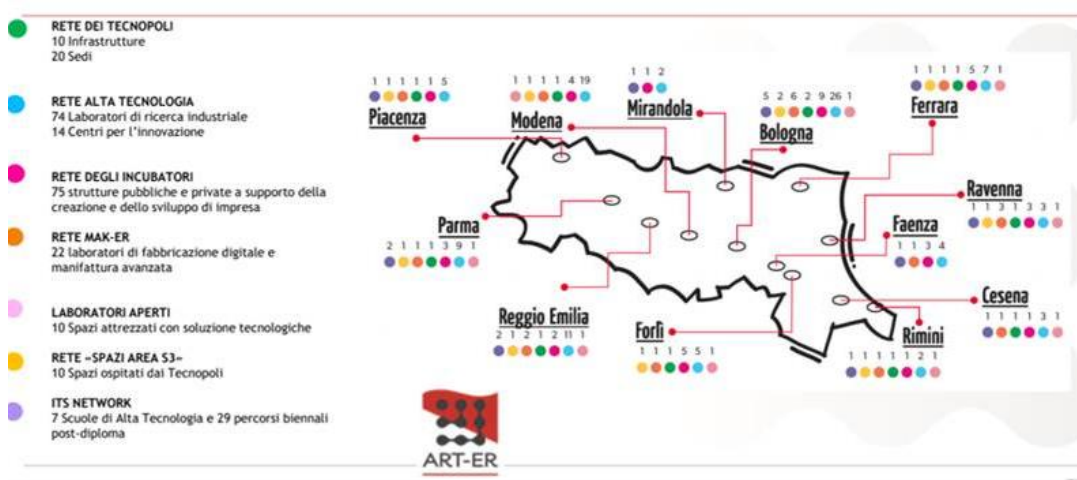 RETE DEI TECNOPOLI
10 Infrastrutture
20 Sedi
RETE ALTA TECNOLOGIA
74 Laboratori di ricerca industriale
14 Centri per l'innovazione
RETE DEGLI INCUBATORI
75 strutture pubbliche e private a supporto della
creazione e dello sviluppo di impresa
RETE MAK-ER
22 laboratori di fabbricazione digitale e
manifattura avanzata
LABORATORI APERTI
10 Spazi attrezzati con soluzione tecnologiche
RETE «SPAZI AREA S3»
10 Spazi ospitati dai Tecnopoli
ITS NETWORK
7 Scuole di Alta Tecnologia e 29 percorsi biennali
post-diploma
1 1 1 1 1 5
Piacenza
1 1 1 1 4 19
Modena
1 1 2
Mirandola
5 2 6 2 9 26 1
Bologna
1 1 1 1 5 7 1
Ferrara
Ravenna
1 1 3 1 3 3 1
Parma
2 1 1 1 3 9 1
Faenza
1 1 3 4
Reggio Emilia
2 1 2 1 2 11 1
Forlì
1 1 1 5 5 1
Cesena
1 1 1 1 3 1
Rimini
1 1 1 1 1 2 1
ART-ER